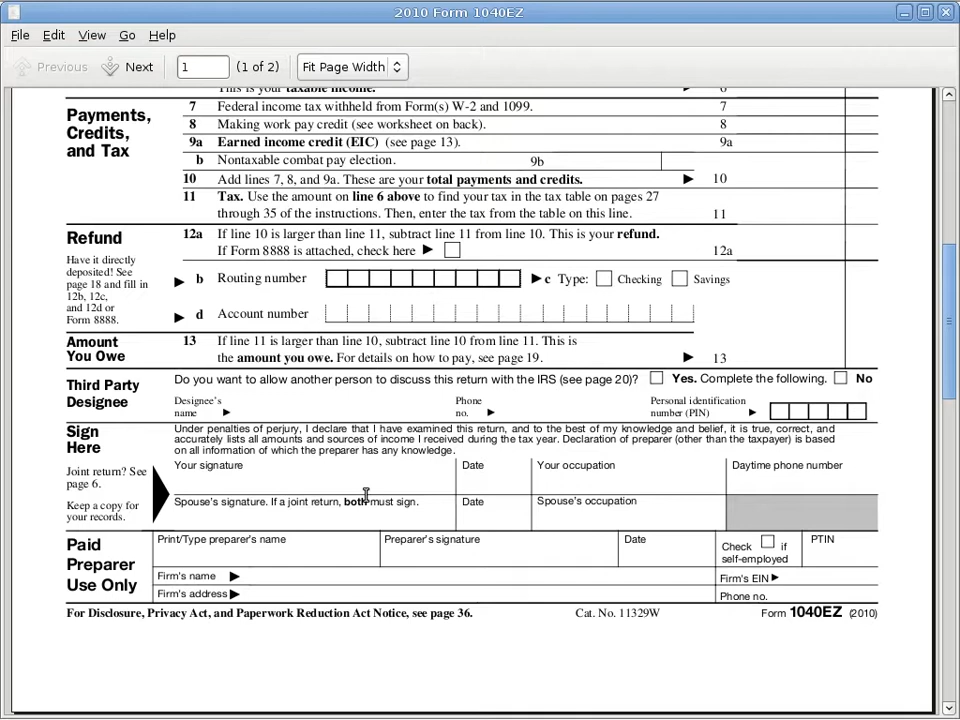 2010 Form 1040EZ
File Edit View Go Help
Previous Next 1 (1 of 2) Fit Page Width
This is your taxable income. 6
Payments, Credits, and Tax
7 Federal income tax withheld from Form(s) W-2 and 1099. 7
8 Making work pay credit (see worksheet on back). 8
9a Earned income credit (EIC) (see page 13). 9a
b Nontaxable combat pay election. 9b
10 Add lines 7, 8, and 9a. These are your total payments and credits. 10
11 Tax. Use the amount on line 6 above to find your tax in the tax table on pages 27
through 35 of the instructions. Then, enter the tax from the table on this line. 11
Refund
Have it directly
deposited! See
page 18 and fill in
12b, 12c,
and 12d or
Form 8888.
12a If line 10 is larger than line 11, subtract line 11 from line 10. This is your refund.
If Form 8888 is attached, check here 12a
b Routing number c Type: Checking Savings
d Account number
Amount
You Owe
13 If line 11 is larger than line 10, subtract line 10 from line 11. This is
the amount you owe. For details on how to pay, see page 19. 13
Third Party
Designee
Do you want to allow another person to discuss this return with the IRS (see page 20)? Yes. Complete the following. No
Designee's
name
Phone
no.
Personal identification
number (PIN)
Sign
Here
Joint return? See
page 6.
Keep a copy for
your records.
Under penalties of perjury, I declare that I have examined this return, and to the best of my knowledge and belief, it is true, correct, and
accurately lists all amounts and sources of income I received during the tax year. Declaration of preparer (other than the taxpayer) is based
on all information of which the preparer has any knowledge.
Your signature Date Your occupation Daytime phone number
Spouse's signature. If a joint return, both must sign. Date Spouse's occupation
Paid
Preparer
Use Only
Print/Type preparer's name Preparer's signature Date Check if
self-employed PTIN
Firm's name Firm's EIN
Firm's address Phone no.
For Disclosure, Privacy Act, and Paperwork Reduction Act Notice, see page 36. Cat. No. 11329W Form 1040EZ (2010)